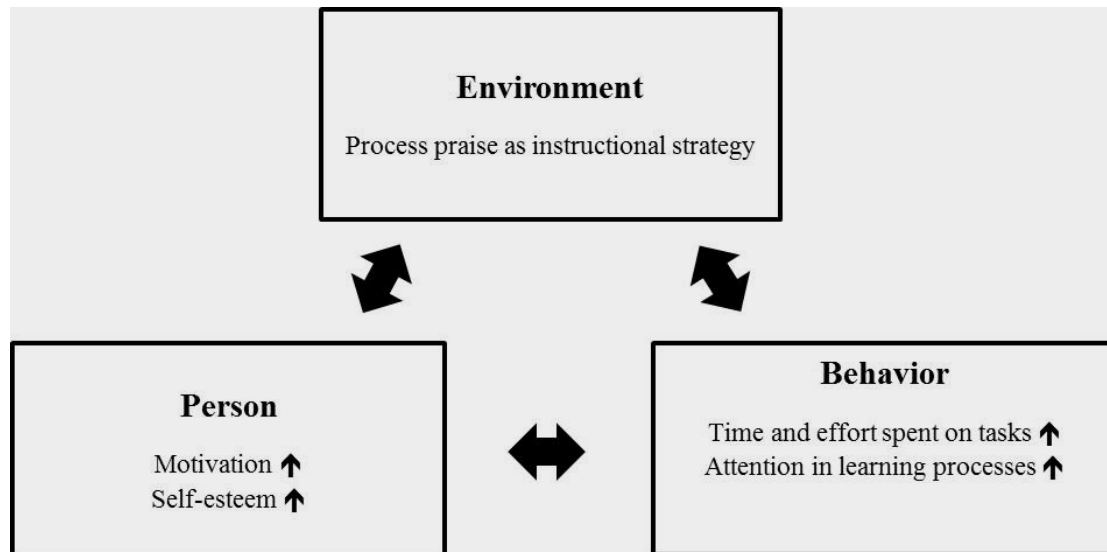 Environment
Process praise as instructional strategy
Person
Motivation ↑
Self-esteem ↑
Behavior
Time and effort spent on tasks ↑
Attention in learning processes ↑